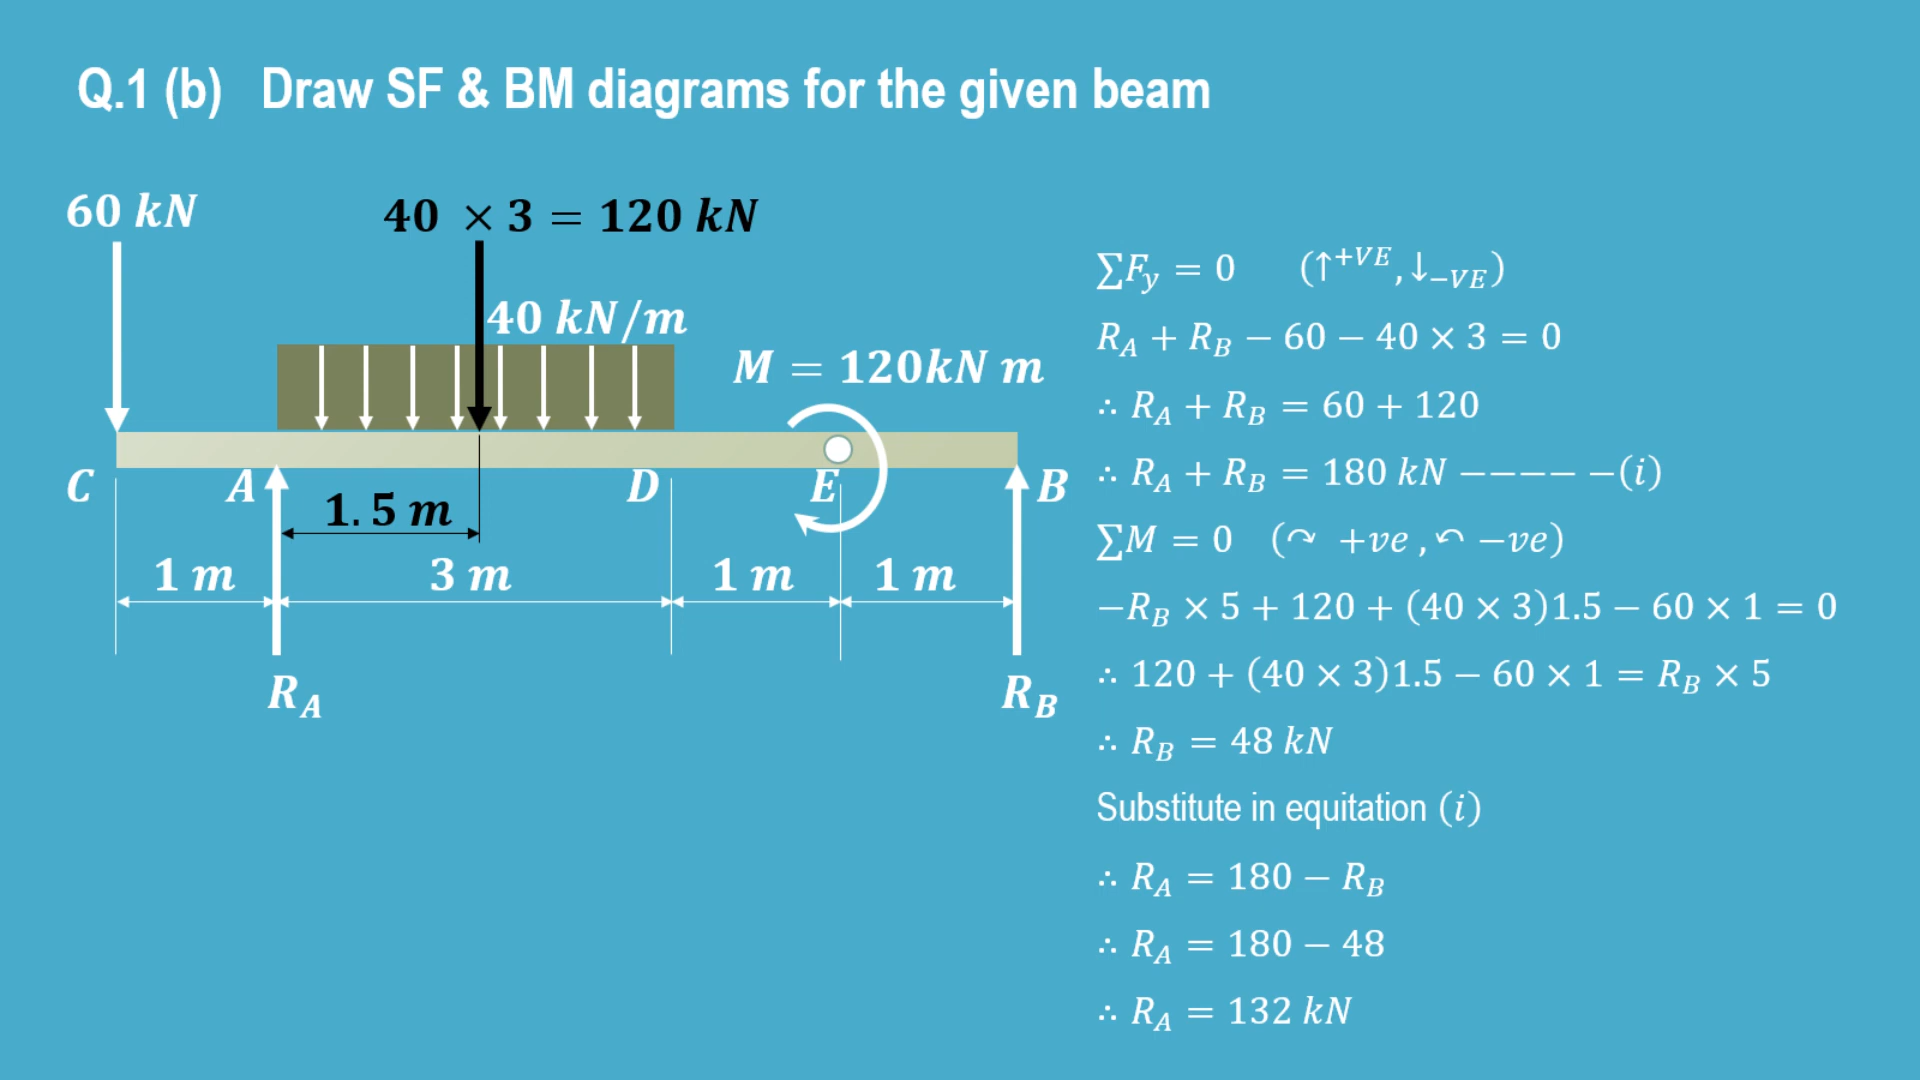 Q.1 (b) Draw SF & BM diagrams for the given beam
60 kN
40 × 3 = 120 kN
40 kN/m
M = 120kN m
C
A
D
E
B
1.5 m
1 m
3 m
1 m
1 m
R_A
R_B
∑F_y = 0 (↑^{+VE}, ↓_{−VE})
R_A + R_B − 60 − 40 × 3 = 0
∴ R_A + R_B = 60 + 120
∴ R_A + R_B = 180 kN −−−− −(i)
∑M = 0 (↷ +ve , ↶ −ve)
−R_B × 5 + 120 + (40 × 3)1.5 − 60 × 1 = 0
∴ 120 + (40 × 3)1.5 − 60 × 1 = R_B × 5
∴ R_B = 48 kN
Substitute in equitation (i)
∴ R_A = 180 − R_B
∴ R_A = 180 − 48
∴ R_A = 132 kN